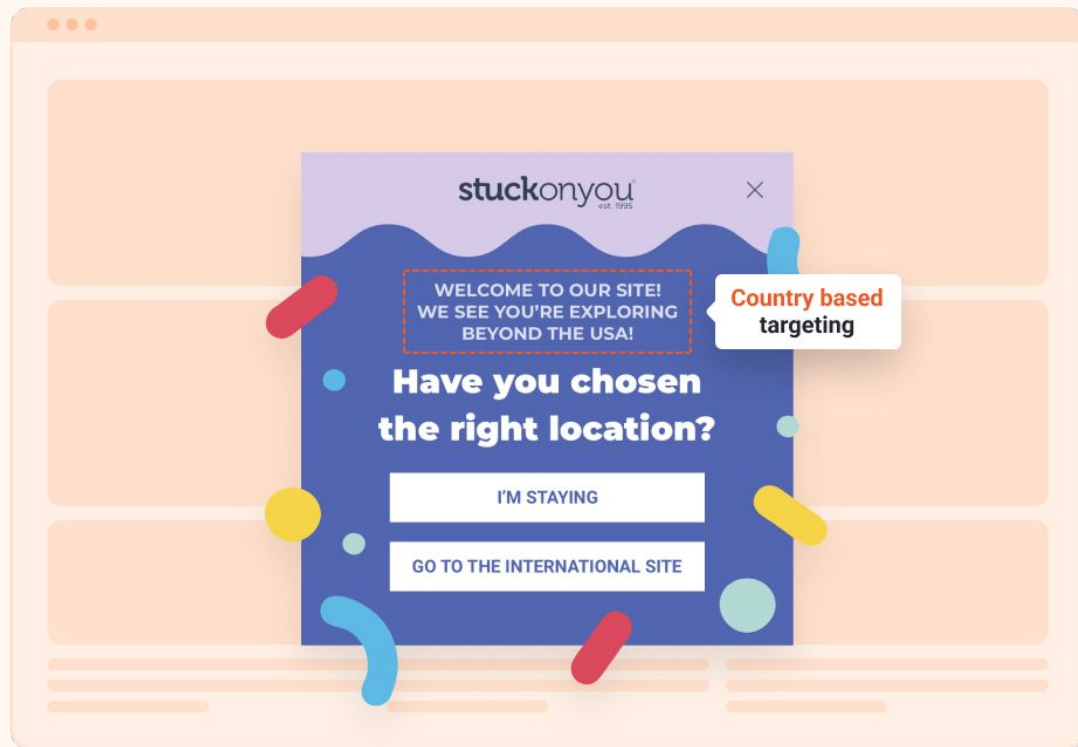 stuckonyou
est. 1995
WELCOME TO OUR SITE!
WE SEE YOU'RE EXPLORING
BEYOND THE USA!
Country based
targeting
Have you chosen
the right location?
I'M STAYING
GO TO THE INTERNATIONAL SITE